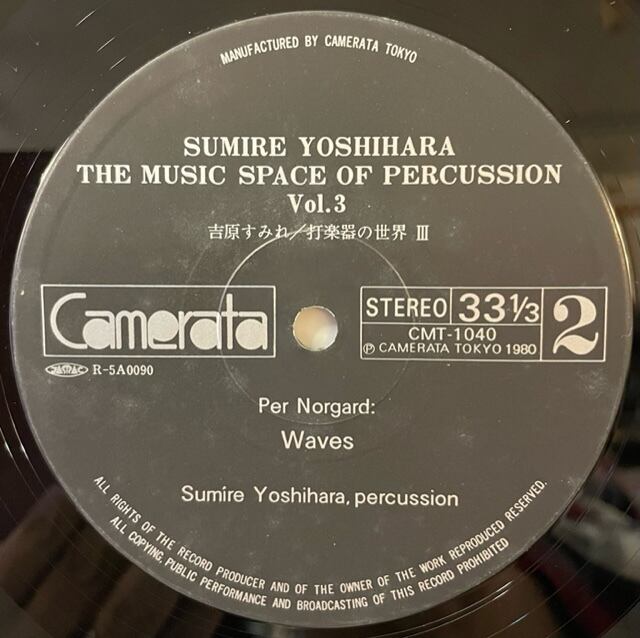 MANUFACTURED BY CAMERATA TOKYO
SUMIRE YOSHIHARA
THE MUSIC SPACE OF PERCUSSION
Vol.3
吉原すみれ/打楽器の世界 Ⅲ
Camerata
STEREO 33 1/3 2
CMT-1040
Ⓟ CAMERATA TOKYO 1980
JASRAC R-5A0090
Per Norgard:
Waves
Sumire Yoshihara, percussion
ALL RIGHTS OF THE RECORD PRODUCER AND OF THE OWNER OF THE WORK REPRODUCED RESERVED.
ALL COPYING, PUBLIC PERFORMANCE AND BROADCASTING OF THIS RECORD PROHIBITED